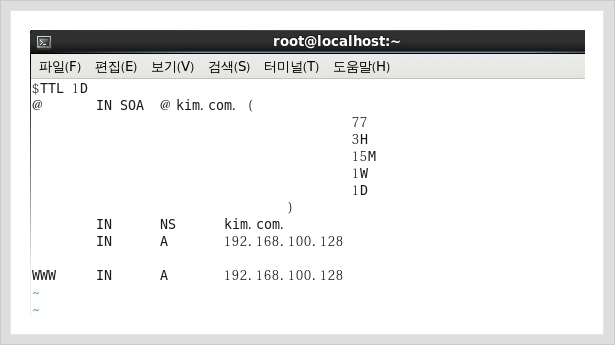 root@localhost:~
파일(F) 편집(E) 보기(V) 검색(S) 터미널(T) 도움말(H)
$TTL 1D
@ IN SOA @ kim.com. (
77
3H
15M
1W
1D
)
IN NS kim.com.
IN A 192.168.100.128
WWW IN A 192.168.100.128
~
~